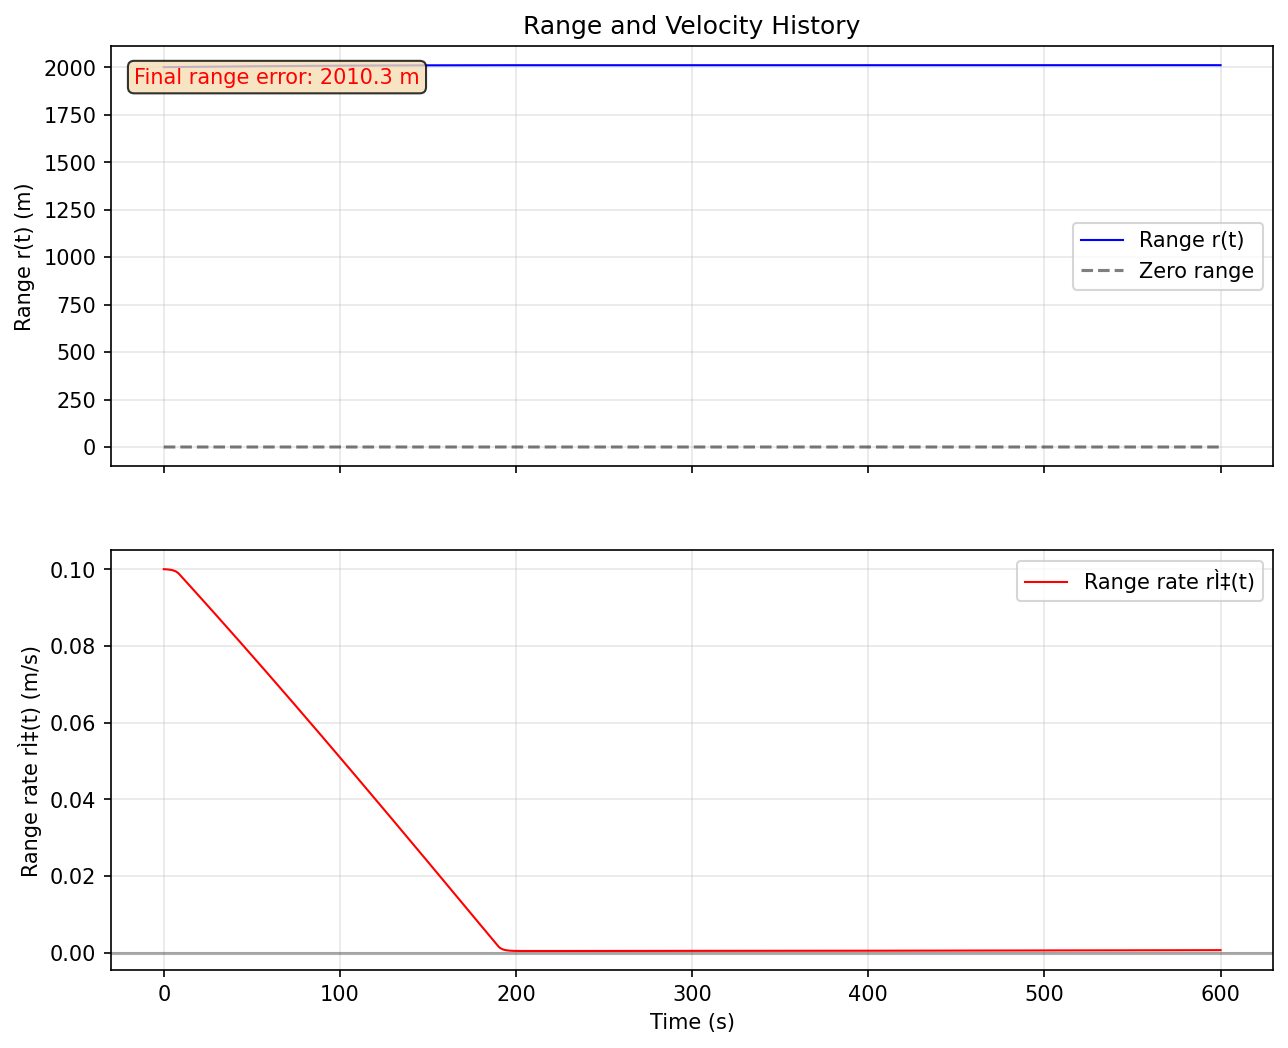 Range and Velocity History
Final range error: 2010.3 m
Range r(t) (m)
2000
1750
1500
1250
1000
750
500
250
0
Range r(t)
Zero range
Range rate rÌ‡(t) (m/s)
0.10
0.08
0.06
0.04
0.02
0.00
Range rate rÌ‡(t)
0
100
200
300
400
500
600
Time (s)